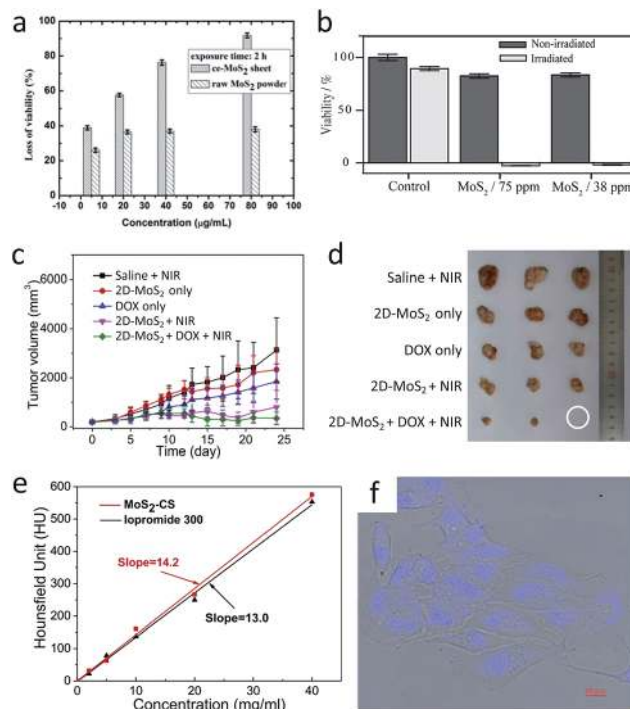 a
exposure time: 2 h
ce-MoS2 sheet
raw MoS2 powder
Loss of viability (%)
100
80
60
40
20
0
-10 0 10 20 30 40 50 60 70 80 90 100
Concentration (μg/mL)
b
Non-irradiated
Irradiated
Viability / %
100
50
0
Control MoS2 / 75 ppm MoS2 / 38 ppm
c
Saline + NIR
2D-MoS2 only
DOX only
2D-MoS2 + NIR
2D-MoS2 + DOX + NIR
Tumor volume (mm3)
6000
4000
2000
0
0 5 10 15 20 25
Time (day)
d
Saline + NIR
2D-MoS2 only
DOX only
2D-MoS2 + NIR
2D-MoS2 + DOX + NIR
e
MoS2-CS
Iopromide 300
Slope=14.2
Slope=13.0
Hounsfield Unit (HU)
600
500
400
300
200
100
0
0 10 20 30 40
Concentration (mg/ml)
f